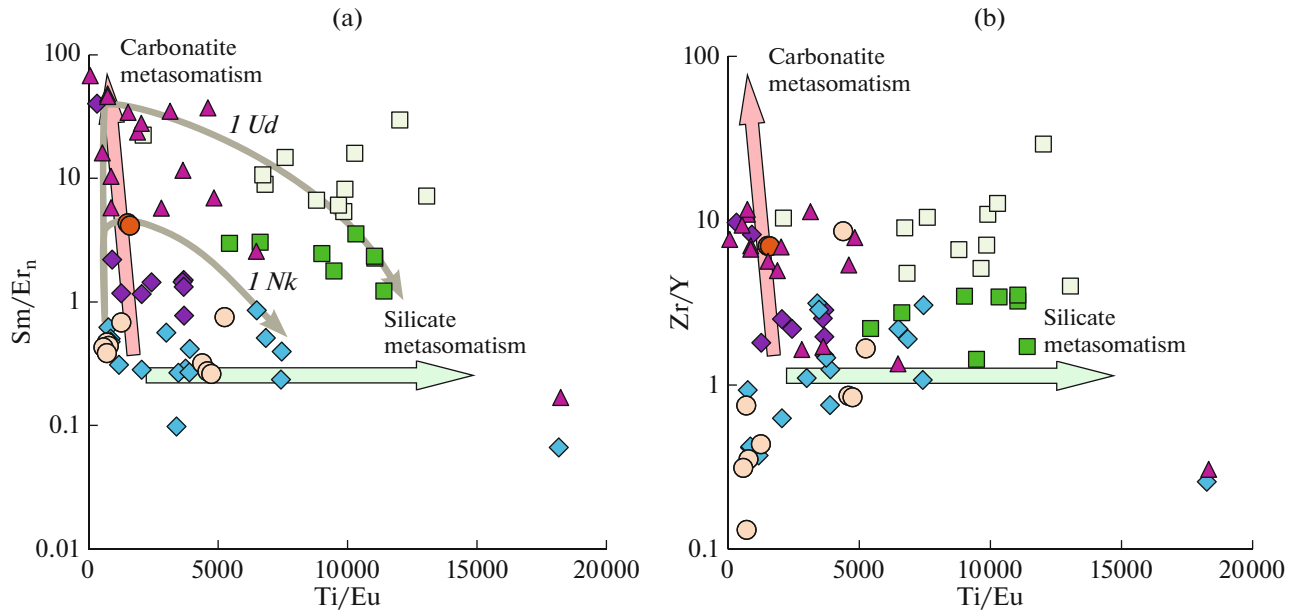 (a)
100
10
1
0.1
0.01
Sm/Er_n
Carbonatite
metasomatism
1 Ud
1 Nk
Silicate
metasomatism
0 5000 10000 15000 20000
Ti/Eu
(b)
100
10
1
0.1
Zr/Y
Carbonatite
metasomatism
Silicate
metasomatism
0 5000 10000 15000 20000
Ti/Eu